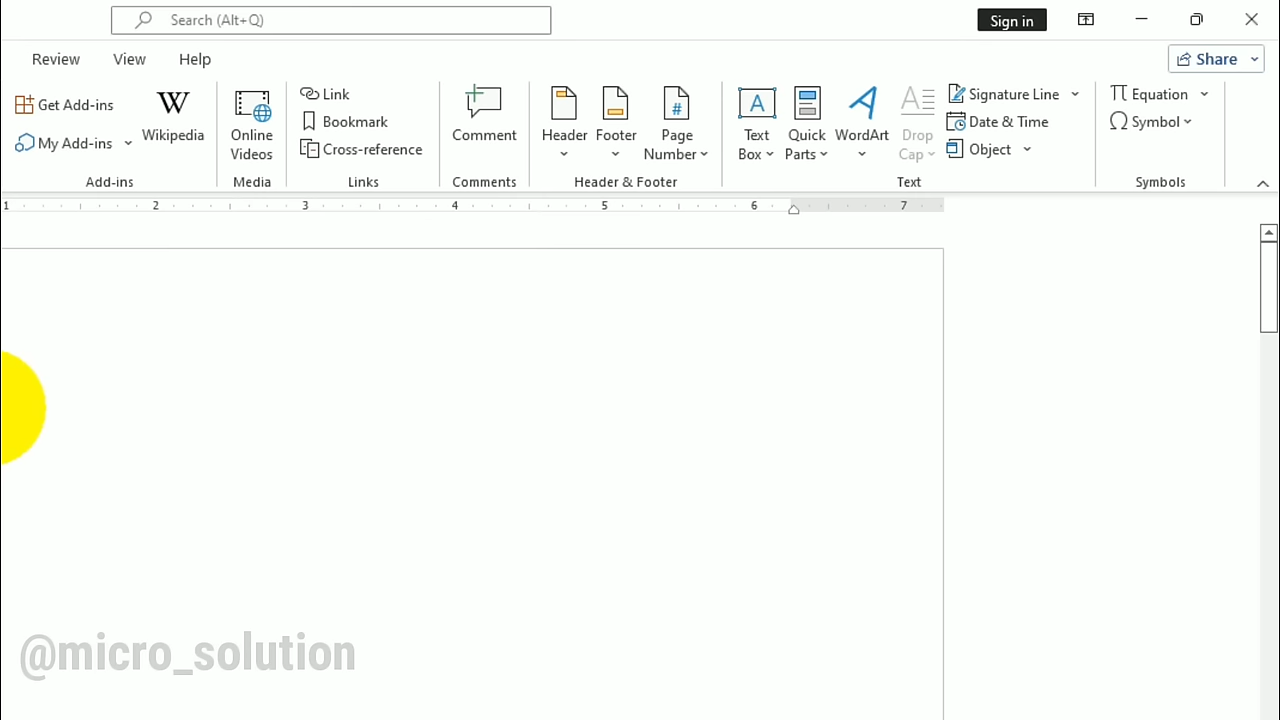 Search (Alt+Q)
Sign in
Review View Help
Share
Get Add-ins
My Add-ins
Wikipedia
Add-ins
Online
Videos
Media
Link
Bookmark
Cross-reference
Links
Comment
Comments
Header
Footer
Page
Number
Header & Footer
Text
Box
Quick
Parts
WordArt
Drop
Cap
Signature Line
Date & Time
Object
Text
Equation
Symbol
Symbols
1 2 3 4 5 6 7
@micro_solution